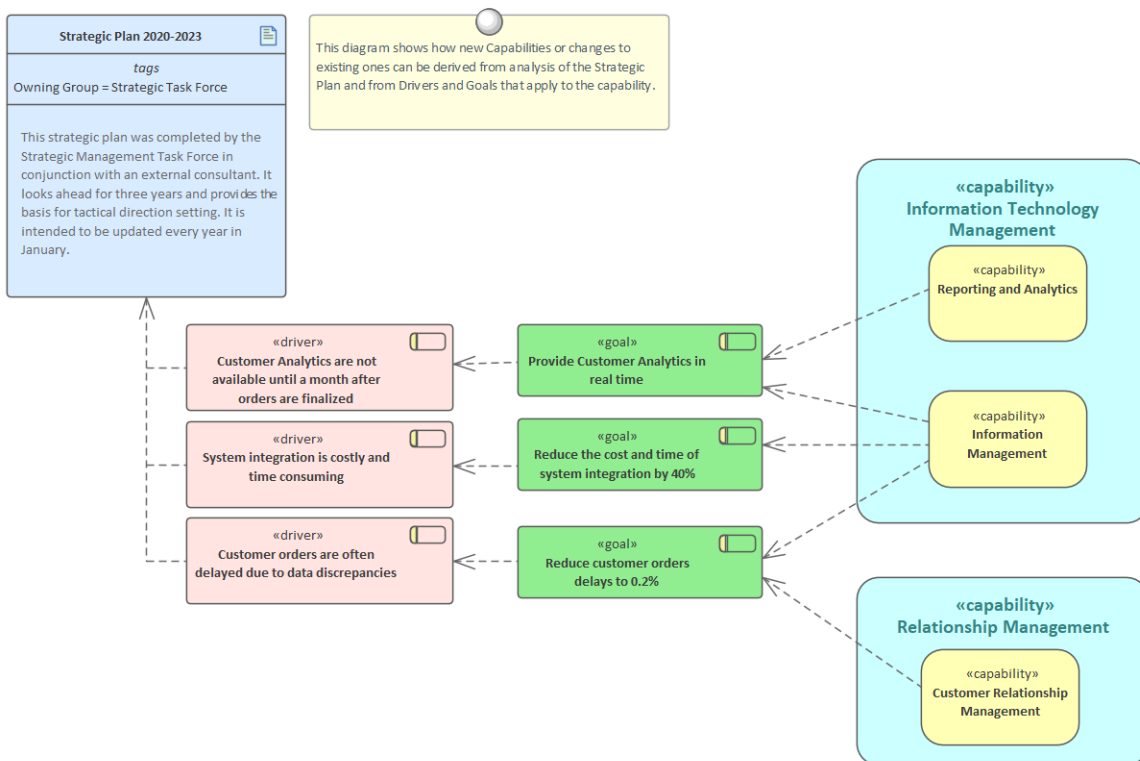 Strategic Plan 2020-2023
tags
Owning Group = Strategic Task Force
This strategic plan was completed by the
Strategic Management Task Force in
conjunction with an external consultant. It
looks ahead for three years and provides the
basis for tactical direction setting. It is
intended to be updated every year in
January.
This diagram shows how new Capabilities or changes to
existing ones can be derived from analysis of the Strategic
Plan and from Drivers and Goals that apply to the capability.
«driver»
Customer Analytics are not
available until a month after
orders are finalized
«driver»
System integration is costly and
time consuming
«driver»
Customer orders are often
delayed due to data discrepancies
«goal»
Provide Customer Analytics in
real time
«goal»
Reduce the cost and time of
system integration by 40%
«goal»
Reduce customer orders
delays to 0.2%
«capability»
Information Technology
Management
«capability»
Reporting and Analytics
«capability»
Information
Management
«capability»
Relationship Management
«capability»
Customer Relationship
Management